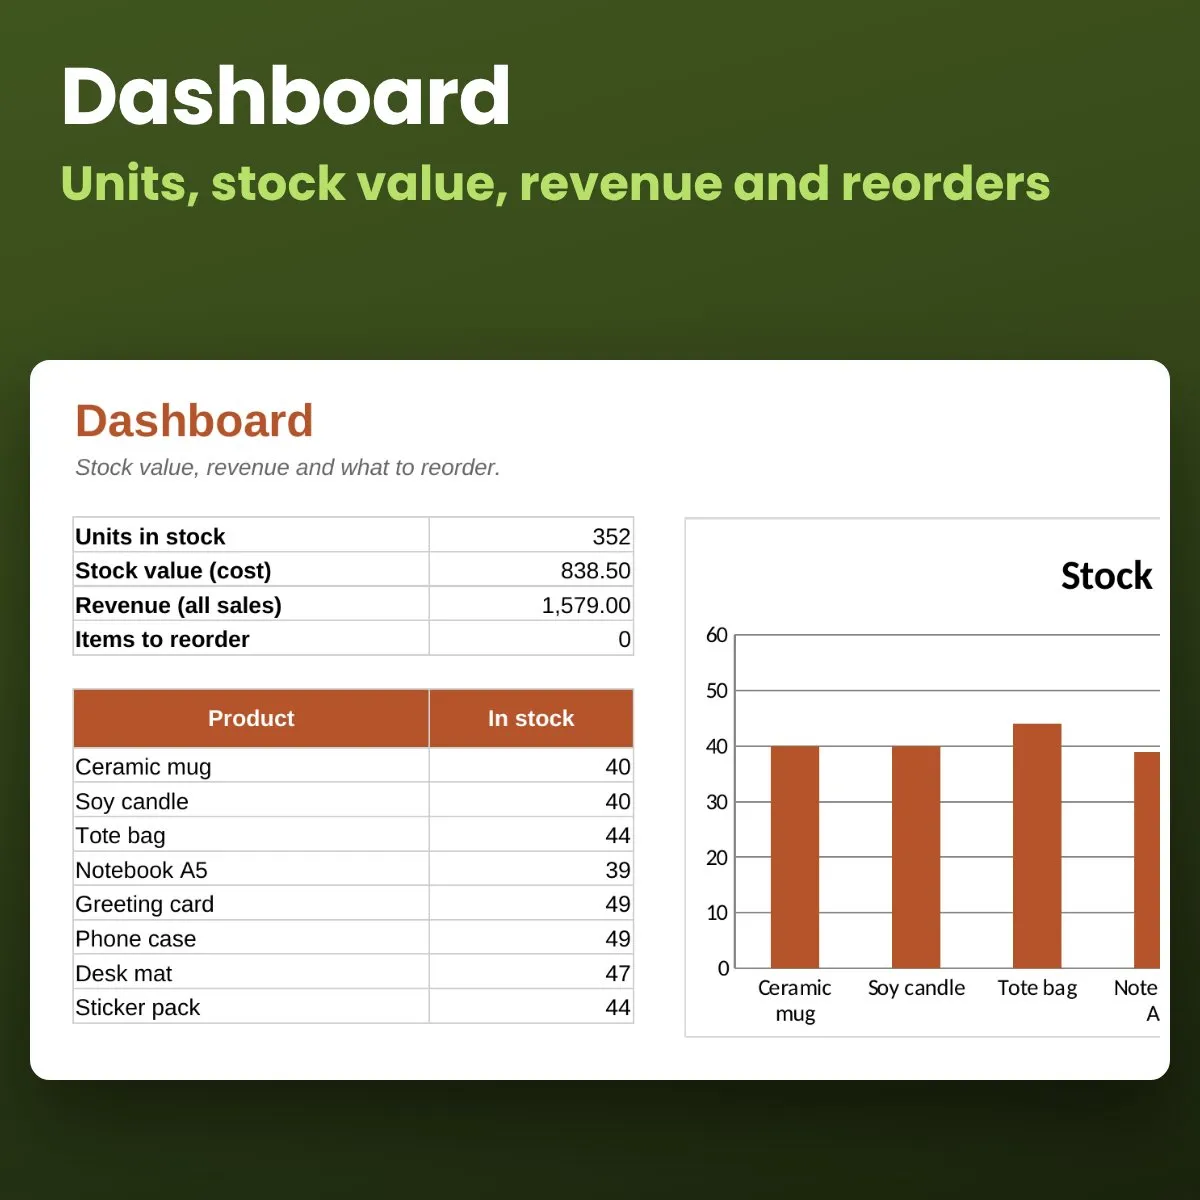 Dashboard
Units, stock value, revenue and reorders
Dashboard
Stock value, revenue and what to reorder.
Units in stock 352
Stock value (cost) 838.50
Revenue (all sales) 1,579.00
Items to reorder 0
Product In stock
Ceramic mug 40
Soy candle 40
Tote bag 44
Notebook A5 39
Greeting card 49
Phone case 49
Desk mat 47
Sticker pack 44
Stock
60
50
40
30
20
10
0
Ceramic mug
Soy candle
Tote bag
Note
A